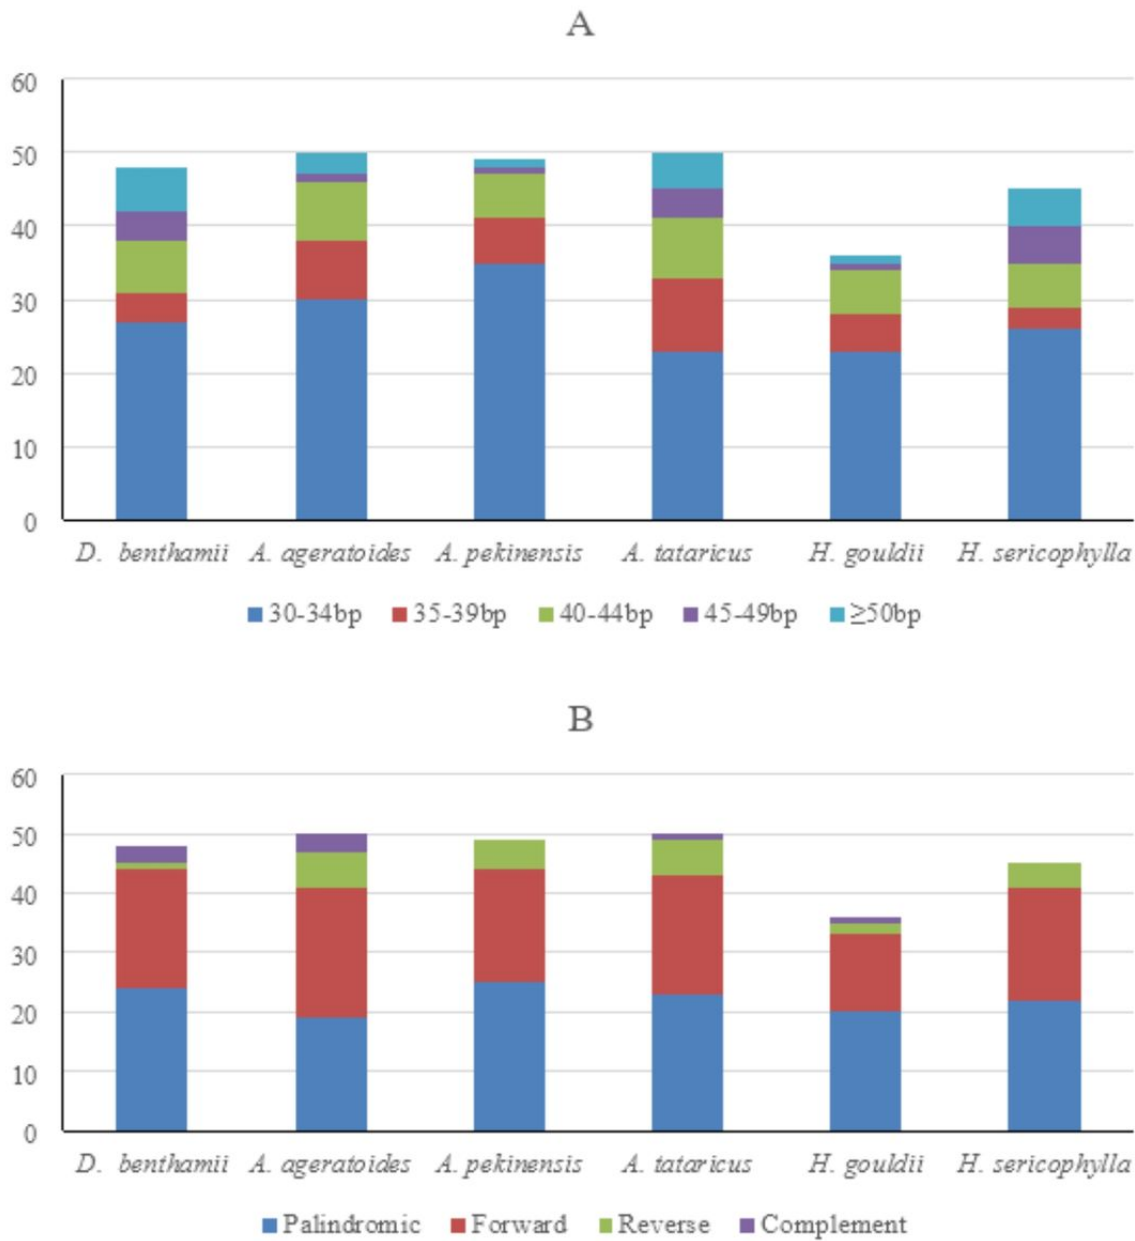 A
60
50
40
30
20
10
0
D. benthamii A. ageratoides A. pekinensis A. tataricus H. gouldii H. sericophylla
30-34bp 35-39bp 40-44bp 45-49bp ≥50bp
B
60
50
40
30
20
10
0
D. benthamii A. ageratoides A. pekinensis A. tataricus H. gouldii H. sericophylla
Palindromic Forward Reverse Complement